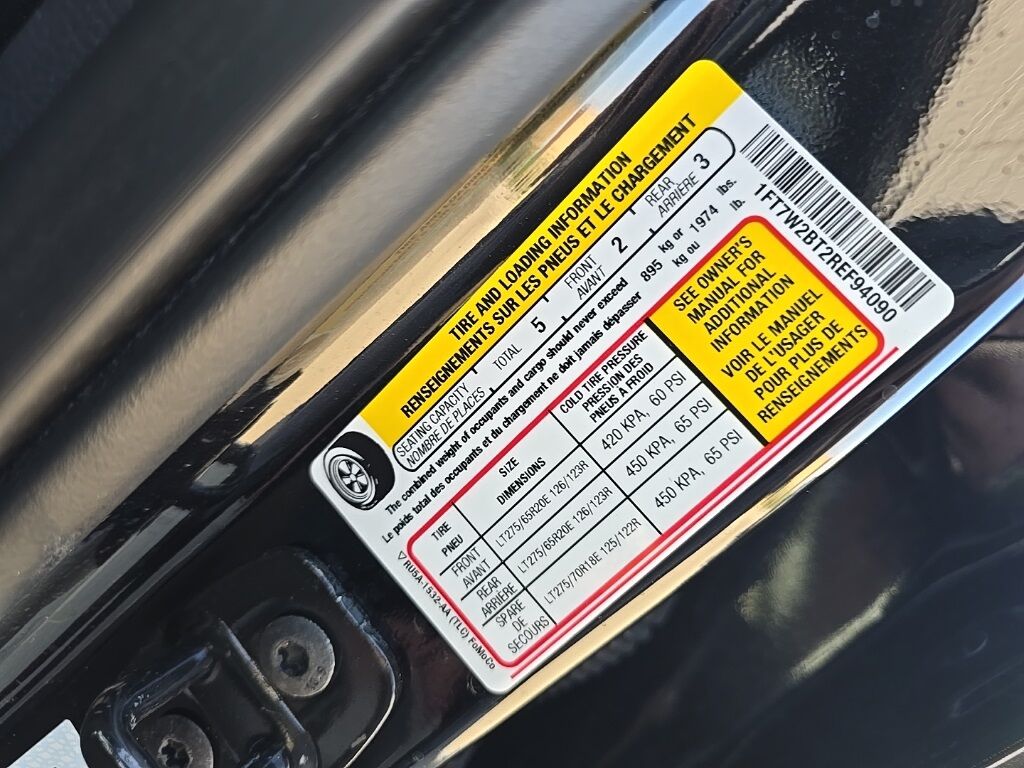 TIRE AND LOADING INFORMATION
RENSEIGNEMENTS SUR LES PNEUS ET LE CHARGEMENT
SEATING CAPACITY
NOMBRE DE PLACES
TOTAL 5
FRONT
AVANT
2
REAR
ARRIÈRE
3
The combined weight of occupants and cargo should never exceed 895 kg or 1974 lbs.
Le poids total des occupants et du chargement ne doit jamais dépasser kg ou lb.
TIRE
PNEU
SIZE
DIMENSIONS
COLD TIRE PRESSURE
PRESSION DES
PNEUS A FROID
FRONT
AVANT
LT275/65R20E 126/123R
420 KPA, 60 PSI
REAR
ARRIÈRE
LT275/65R20E 126/123R
450 KPA, 65 PSI
SPARE
DE
SECOURS
LT275/70R18E 125/122R
450 KPA, 65 PSI
SEE OWNER'S
MANUAL FOR
ADDITIONAL
INFORMATION
VOIR LE MANUEL
DE L'USAGER
POUR PLUS DE
RENSEIGNEMENTS
1FT7W2BT2REF94090
RU5A-1532-AA (TLC) FoMoCo